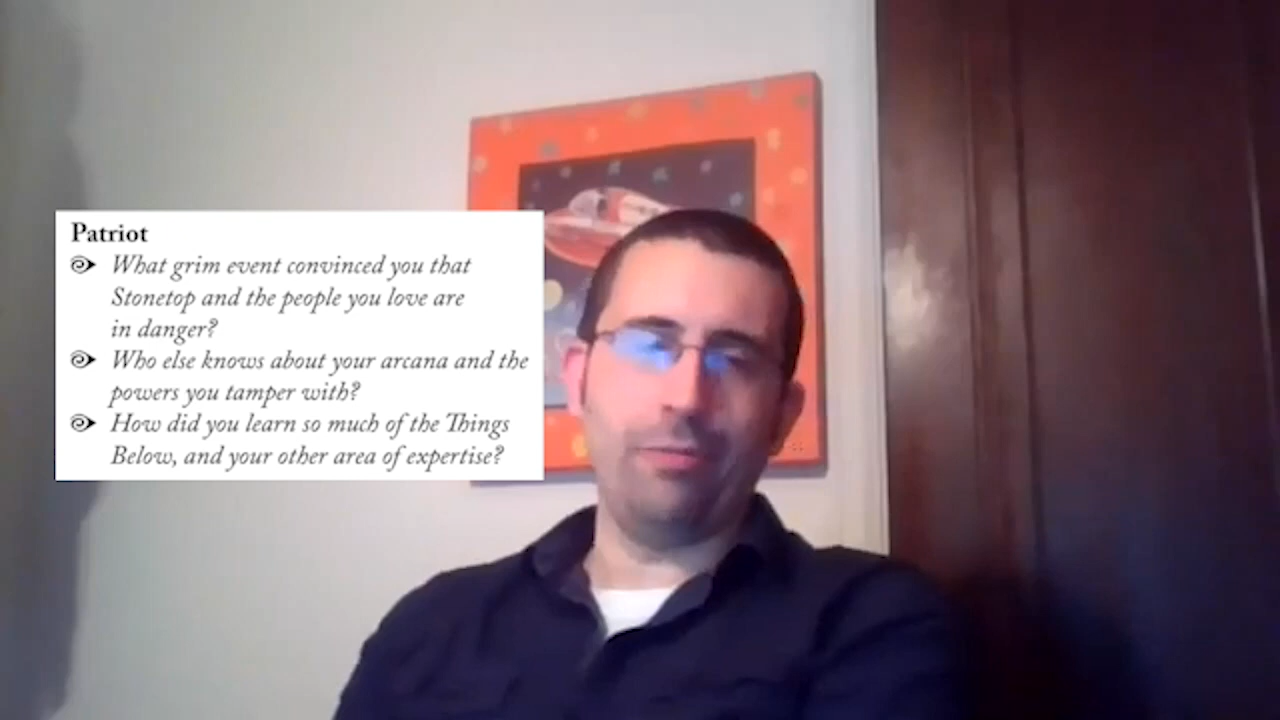 Patriot
What grim event convinced you that
Stonetop and the people you love are
in danger?
Who else knows about your arcana and the
powers you tamper with?
How did you learn so much of the Things
Below, and your other area of expertise?